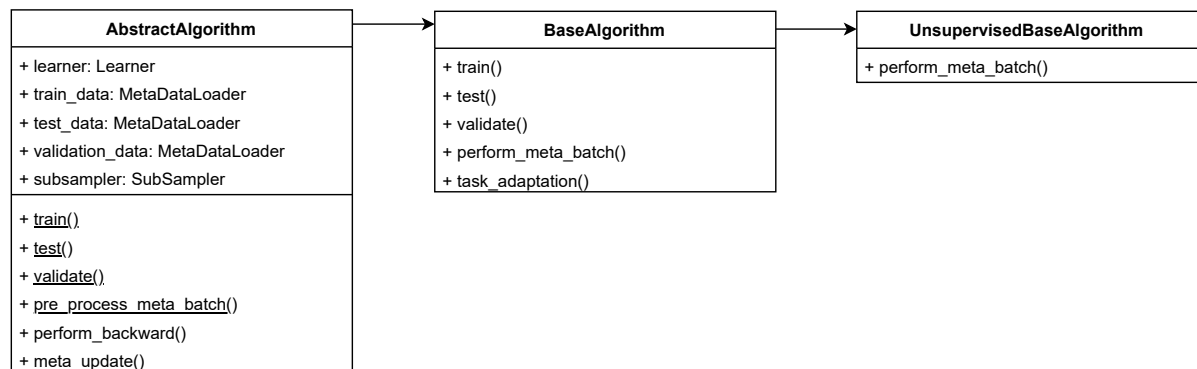 AbstractAlgorithm
+ learner: Learner
+ train_data: MetaDataLoader
+ test_data: MetaDataLoader
+ validation_data: MetaDataLoader
+ subsampler: SubSampler
+ train()
+ test()
+ validate()
+ pre_process_meta_batch()
+ perform_backward()
+ meta_update()
BaseAlgorithm
+ train()
+ test()
+ validate()
+ perform_meta_batch()
+ task_adaptation()
UnsupervisedBaseAlgorithm
+ perform_meta_batch()